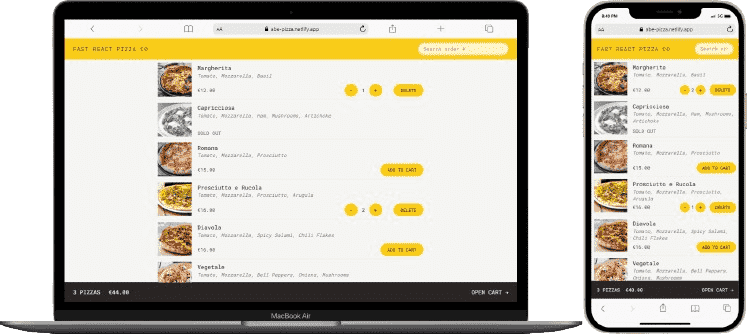 abe-pizza.netlify.app
FAST REACT PIZZA CO
Search order #
Margherita
Tomato, Mozzarella, Basil
€12.00
- 1 +
DELETE
Capricciosa
Tomato, Mozzarella, Ham, Mushrooms, Artichoke
SOLD OUT
Romana
Tomato, Mozzarella, Prosciutto
€15.00
ADD TO CART
Prosciutto e Rucola
Tomato, Mozzarella, Prosciutto, Arugula
€16.00
- 2 +
DELETE
Diavola
Tomato, Mozzarella, Spicy Salami, Chili Flakes
€16.00
ADD TO CART
Vegetale
Tomato, Mozzarella, Bell Peppers, Onions, Mushrooms
3 PIZZAS €44.00
OPEN CART →
MacBook Air
3G
AA
abe-pizza.netlify.app
FAST REACT PIZZA CO
Search or
Margherita
Tomato, Mozzarella, Basil
€12.00
- 2 +
DELETE
Capricciosa
Tomato, Mozzarella, Ham, Mushrooms,
Artichoke
SOLD OUT
Romana
Tomato, Mozzarella, Prosciutto
€15.00
ADD TO CART
Prosciutto e Rucola
Tomato, Mozzarella, Prosciutto,
Arugula
€16.00
- 1 +
DELETE
Diavola
Tomato, Mozzarella, Spicy Salami,
Chili Flakes
€16.00
ADD TO CART
Vegetale
Tomato, Mozzarella, Bell Peppers,
Onions, Mushrooms
3 PIZZAS €40.00
OPEN CART →